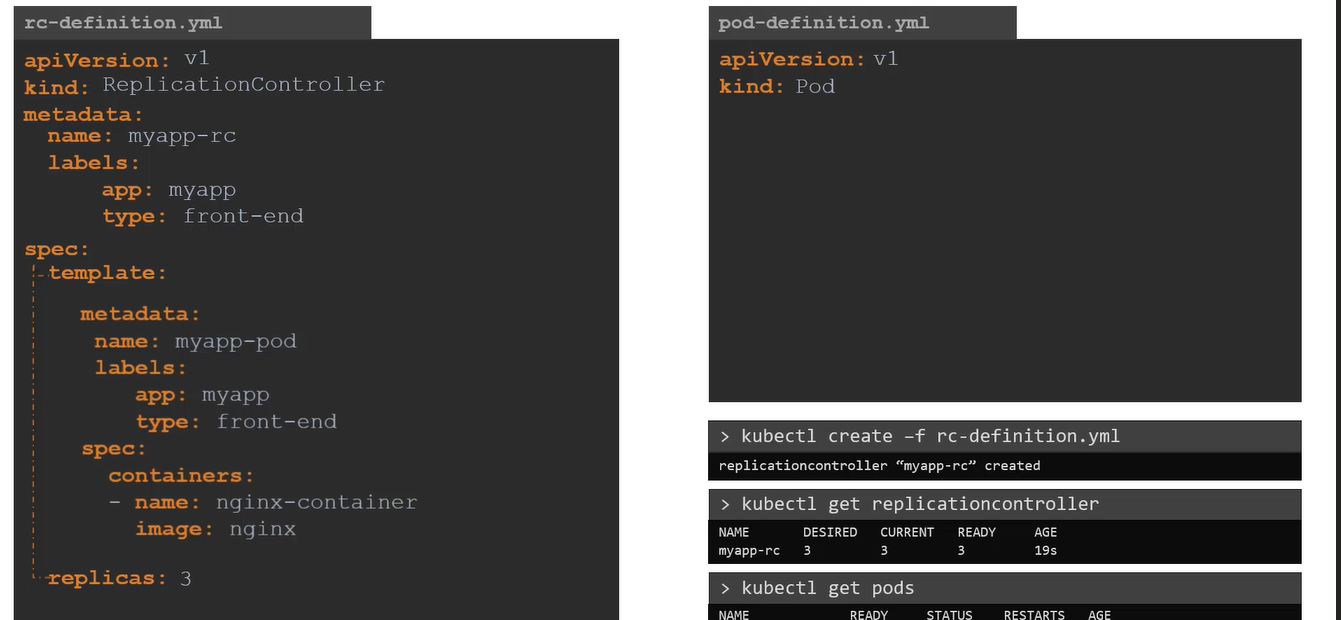 rc-definition.yml
apiVersion: v1
kind: ReplicationController
metadata:
name: myapp-rc
labels:
app: myapp
type: front-end
spec:
template:
metadata:
name: myapp-pod
labels:
app: myapp
type: front-end
spec:
containers:
- name: nginx-container
image: nginx
replicas: 3
pod-definition.yml
apiVersion: v1
kind: Pod
> kubectl create –f rc-definition.yml
replicationcontroller “myapp-rc” created
> kubectl get replicationcontroller
NAME DESIRED CURRENT READY AGE
myapp-rc 3 3 3 19s
> kubectl get pods
NAME READY STATUS RESTARTS AGE